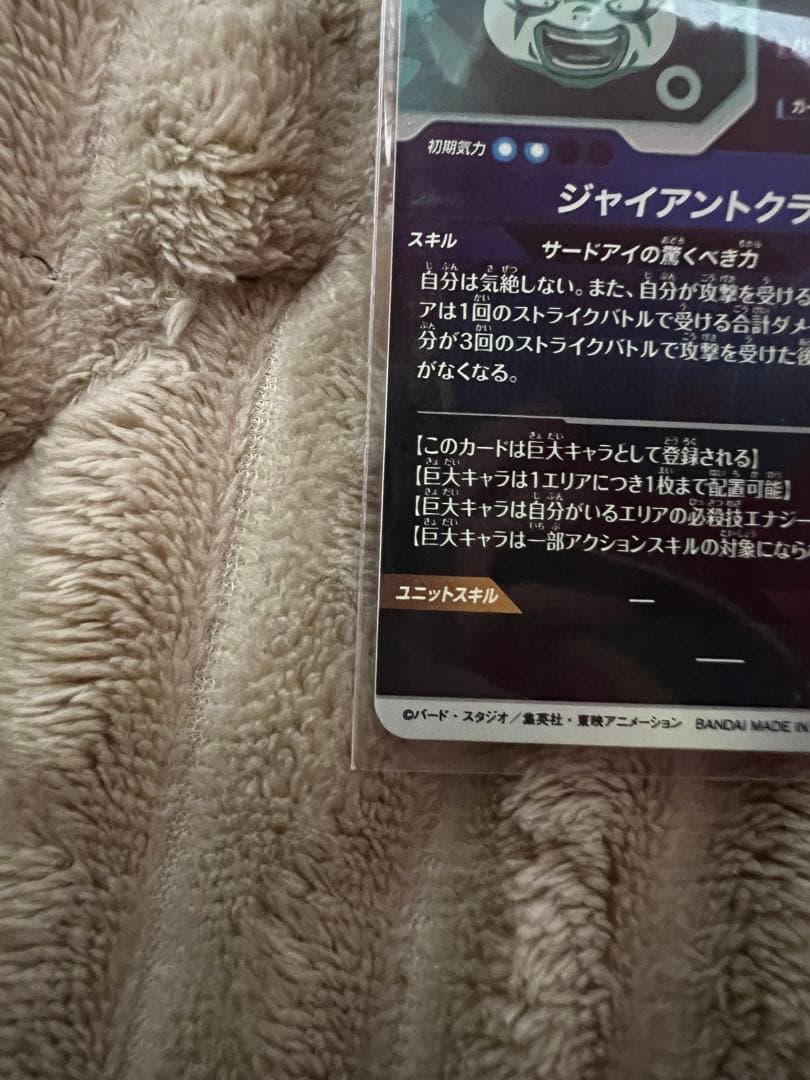 初期気力
ジャイアントクラ
スキル
サードアイの驚くべき力
自分は気絶しない。また、自分が攻撃を受ける
アは1回のストライクバトルで受ける合計ダメ
分が3回のストライクバトルで攻撃を受けた後
がなくなる。
【このカードは巨大キャラとして登録される】
【巨大キャラは1エリアにつき1枚まで配置可能】
【巨大キャラは自分がいるエリアの必殺技エナジー
【巨大キャラは一部アクションスキルの対象になら
ユニットスキル
—
—
©バード・スタジオ／集英社・東映アニメーション BANDAI MADE IN